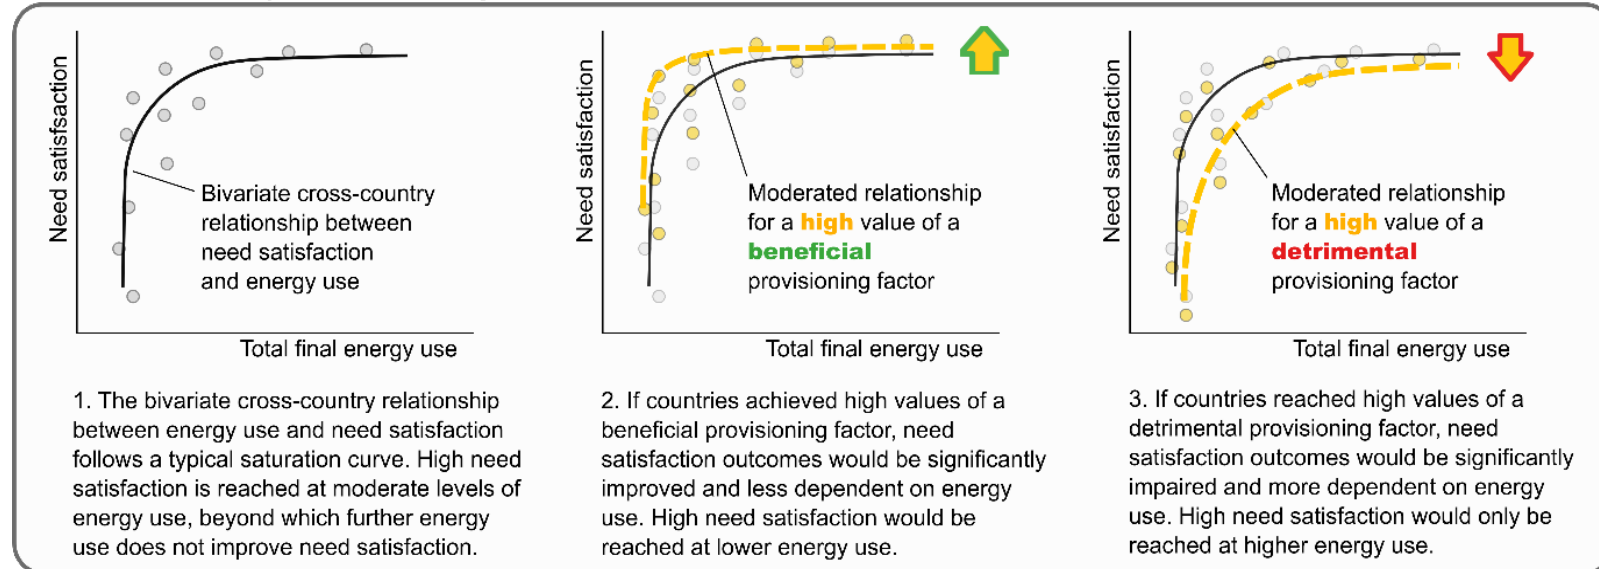 Need satisfsaction
Bivariate cross-country
relationship between
need satisfaction
and energy use
Total final energy use
1. The bivariate cross-country relationship
between energy use and need satisfaction
follows a typical saturation curve. High need
satisfaction is reached at moderate levels of
energy use, beyond which further energy
use does not improve need satisfaction.
Need satisfaction
Moderated relationship
for a high value of a
beneficial
provisioning factor
Total final energy use
2. If countries achieved high values of a
beneficial provisioning factor, need
satisfaction outcomes would be significantly
improved and less dependent on energy
use. High need satisfaction would be
reached at lower energy use.
Need satisfaction
Moderated relationship
for a high value of a
detrimental
provisioning factor
Total final energy use
3. If countries reached high values of a
detrimental provisioning factor, need
satisfaction outcomes would be significantly
impaired and more dependent on energy
use. High need satisfaction would only be
reached at higher energy use.